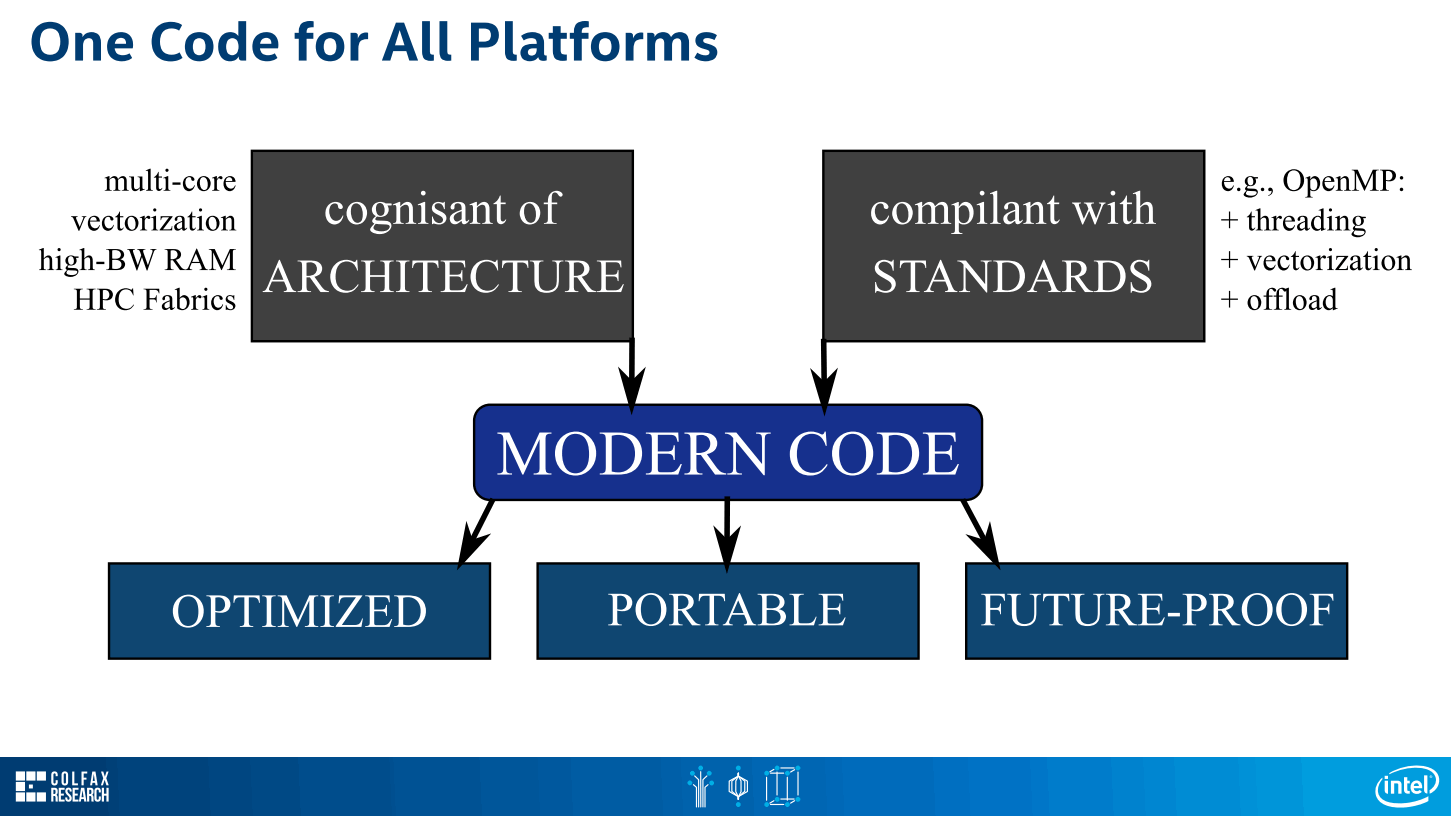 One Code for All Platforms
multi-core
vectorization
high-BW RAM
HPC Fabrics
cognisant of
ARCHITECTURE
compilant with
STANDARDS
e.g., OpenMP:
+ threading
+ vectorization
+ offload
MODERN CODE
OPTIMIZED
PORTABLE
FUTURE-PROOF
COLFAX
RESEARCH
intel